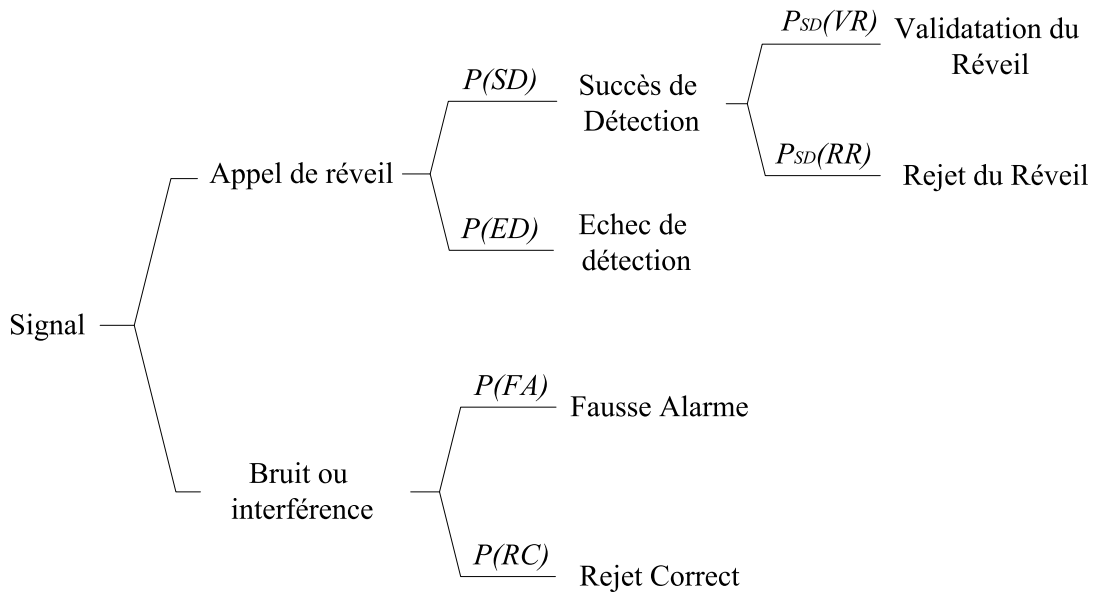 Signal
Appel de réveil
P(SD)
Succès de
Détection
PSD(VR)
Validatation du
Réveil
PSD(RR)
Rejet du Réveil
P(ED)
Echec de
détection
Bruit ou
interférence
P(FA)
Fausse Alarme
P(RC)
Rejet Correct